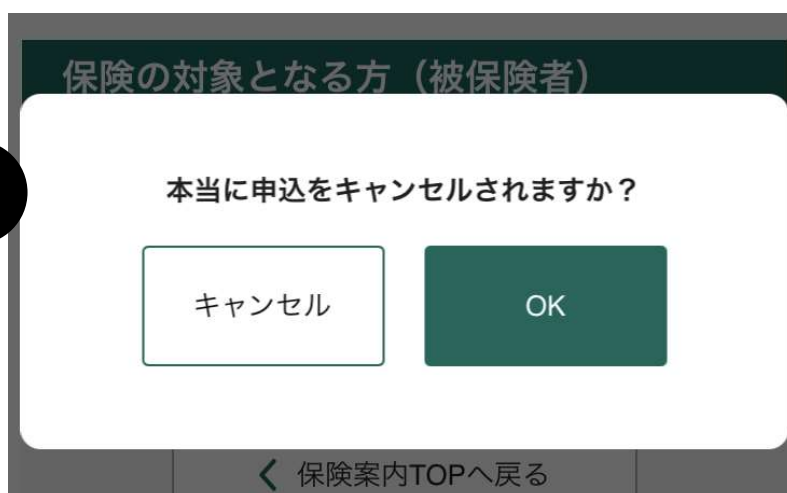 保険の対象となる方（被保険者）
本当に申込をキャンセルされますか？
キャンセル
OK
保険案内TOPへ戻る